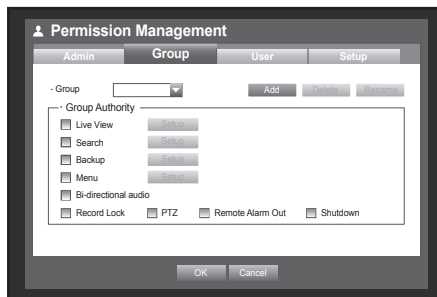 Permission Management
Admin Group User Setup
· Group Add Delete Rename
· Group Authority
Live View Setup
Search Setup
Backup Setup
Menu Setup
Bi-directional audio
Record Lock PTZ Remote Alarm Out Shutdown
OK Cancel